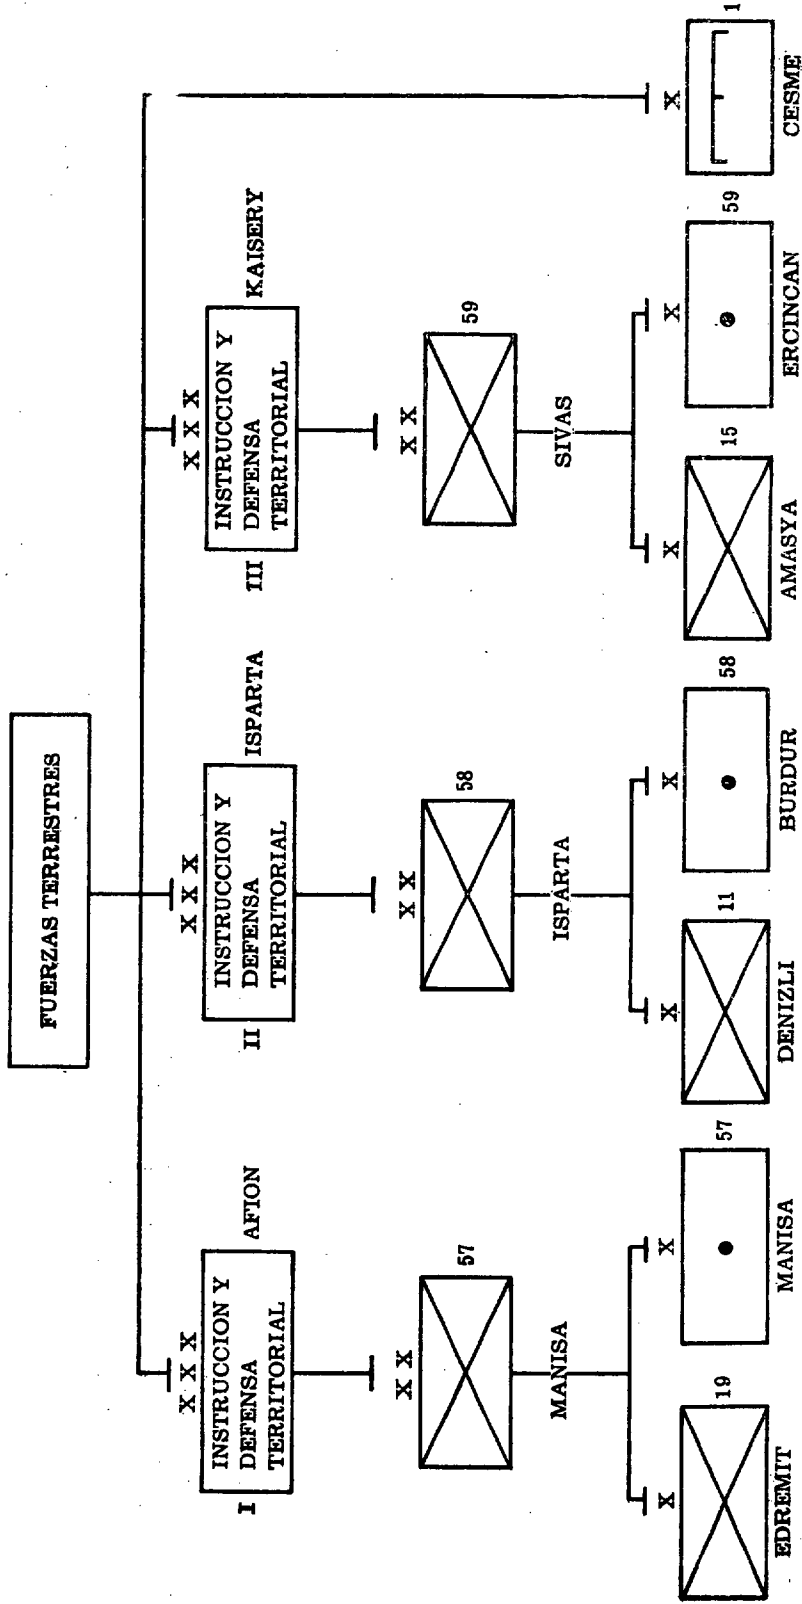 FUERZAS TERRESTRES
X X X
I
INSTRUCCION Y
DEFENSA
TERRITORIAL
AFION
X X X
II
INSTRUCCION Y
DEFENSA
TERRITORIAL
ISPARTA
X X X
III
INSTRUCCION Y
DEFENSA
TERRITORIAL
KAISERY
X X
57
MANISA
X X
58
ISPARTA
X X
59
SIVAS
X
19
EDREMIT
X
57
MANISA
X
11
DENIZLI
X
58
BURDUR
X
15
AMASYA
X
59
ERCINCAN
X
1
CESME